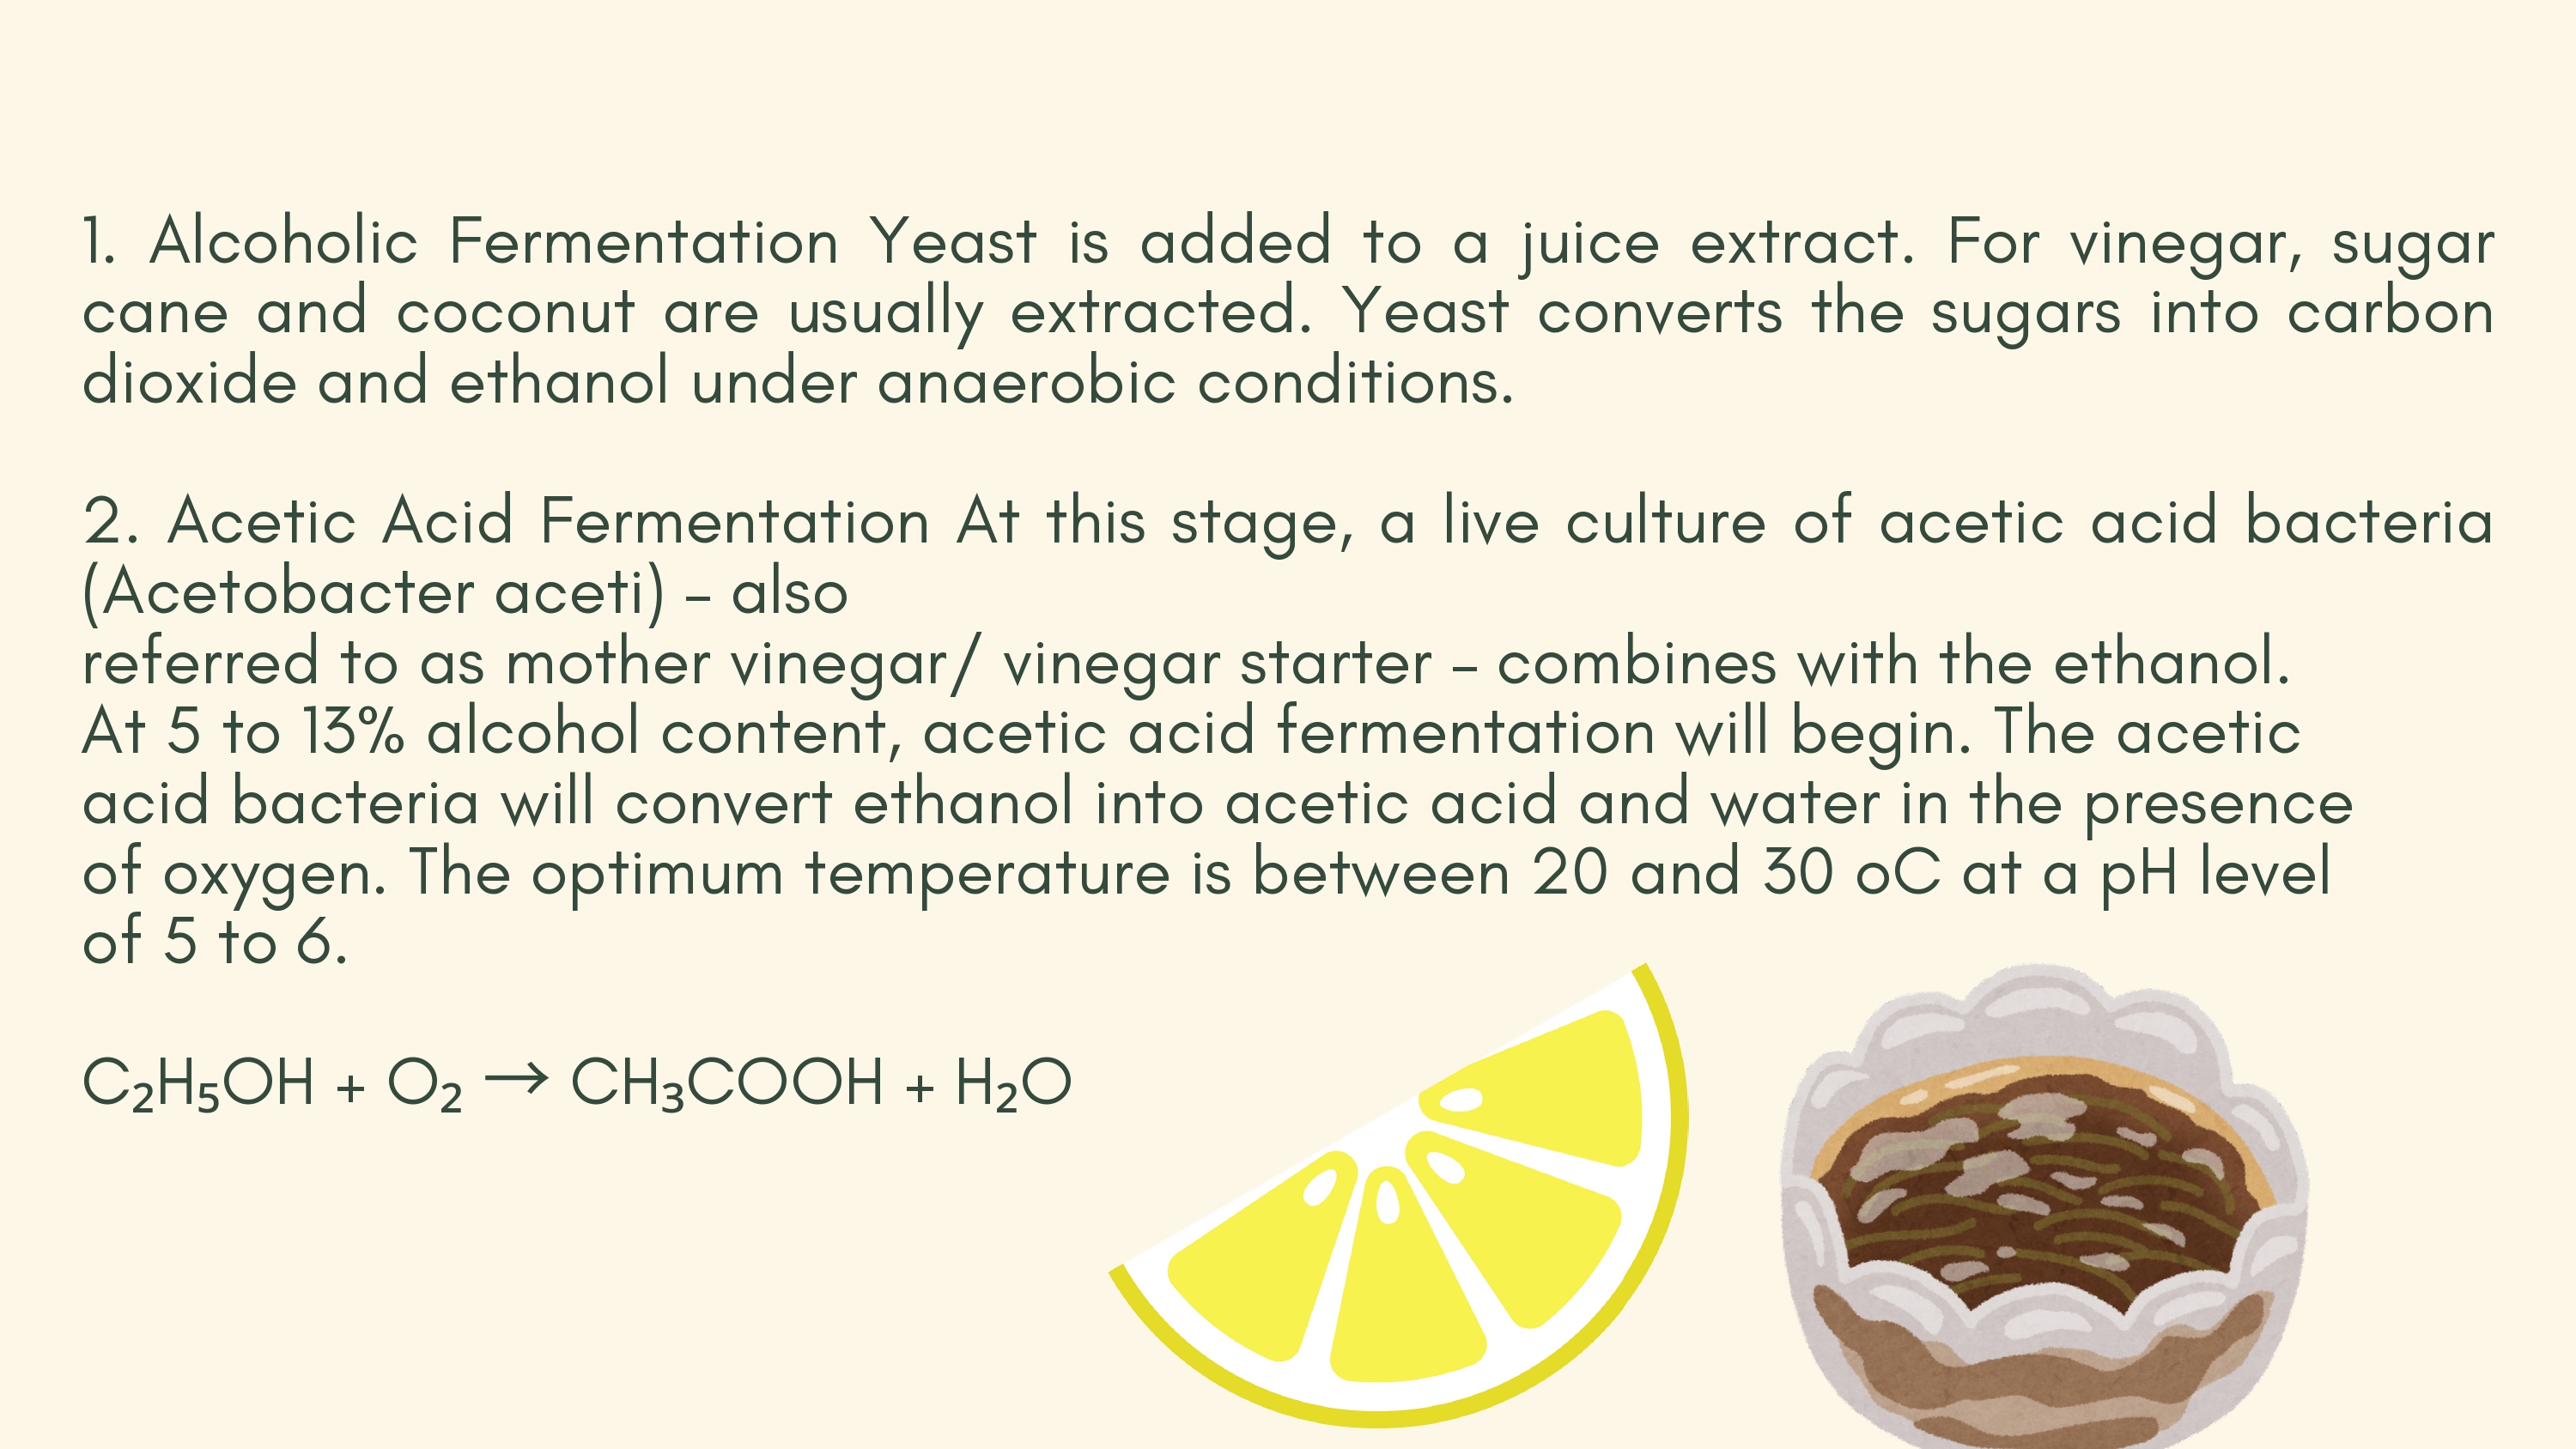 1. Alcoholic Fermentation Yeast is added to a juice extract. For vinegar, sugar
cane and coconut are usually extracted. Yeast converts the sugars into carbon
dioxide and ethanol under anaerobic conditions.
2. Acetic Acid Fermentation At this stage, a live culture of acetic acid bacteria
(Acetobacter aceti) – also
referred to as mother vinegar/ vinegar starter – combines with the ethanol.
At 5 to 13% alcohol content, acetic acid fermentation will begin. The acetic
acid bacteria will convert ethanol into acetic acid and water in the presence
of oxygen. The optimum temperature is between 20 and 30 oC at a pH level
of 5 to 6.
C₂H₅OH + O₂ → CH₃COOH + H₂O